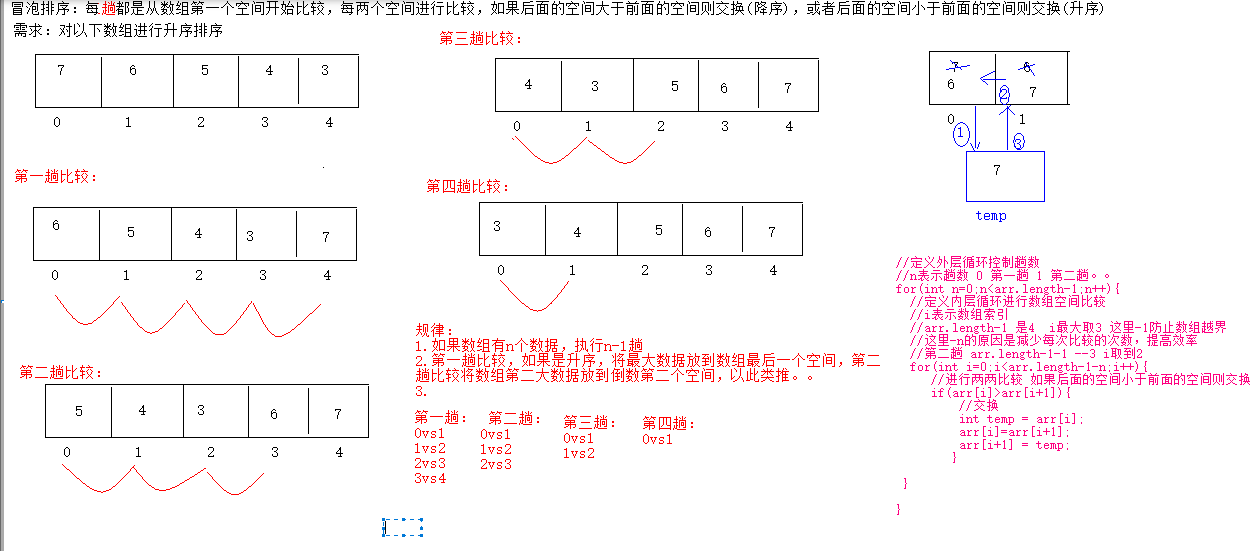 冒泡排序：每趟都是从数组第一个空间开始比较，每两个空间进行比较，如果后面的空间大于前面的空间则交换(降序)，或者后面的空间小于前面的空间则交换(升序)
需求：对以下数组进行升序排序
7 6 5 4 3
0 1 2 3 4
第一趟比较：
6 5 4 3 7
0 1 2 3 4
第二趟比较：
5 4 3 6 7
0 1 2 3 4
第三趟比较：
4 3 5 6 7
0 1 2 3 4
第四趟比较：
3 4 5 6 7
0 1 2 3 4
规律：
1.如果数组有n个数据，执行n-1趟
2.第一趟比较，如果是升序，将最大数据放到数组最后一个空间，第二
趟比较将数组第二大数据放到倒数第二个空间，以此类推。。
3.
第一趟： 第二趟： 第三趟： 第四趟：
0vs1 0vs1 0vs1 0vs1
1vs2 1vs2 1vs2
2vs3 2vs3
3vs4
7 6
6 7
2
0 1
1 3
7
temp
//定义外层循环控制趟数
//n表示趟数 0 第一趟 1 第二趟。。
for(int n=0;n<arr.length-1;n++){
//定义内层循环进行数组空间比较
//i表示数组索引
//arr.length-1 是4 i最大取3 这里-1防止数组越界
//这里-n的原因是减少每次比较的次数，提高效率
//第二趟 arr.length-1-1 --3 i取到2
for(int i=0;i<arr.length-1-n;i++){
//进行两两比较 如果后面的空间小于前面的空间则交换
if(arr[i]>arr[i+1]){
//交换
int temp = arr[i];
arr[i]=arr[i+1];
arr[i+1] = temp;
}
}
}